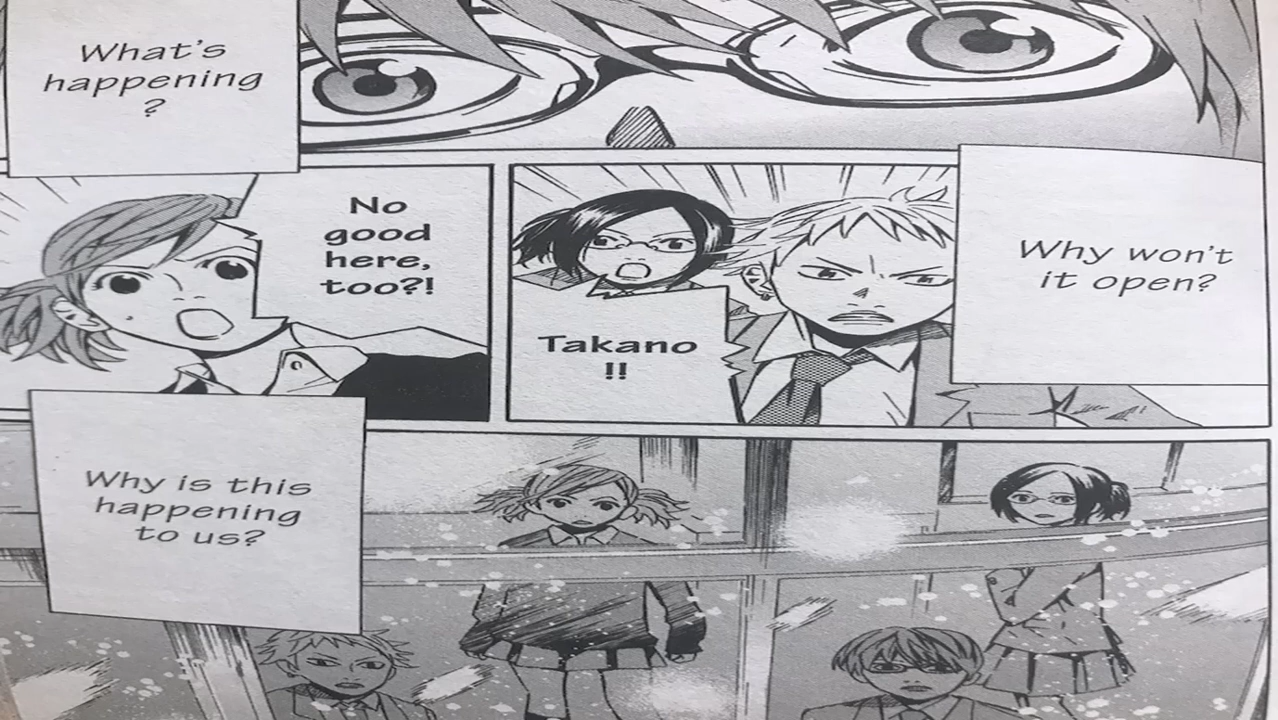 What's
happening
?
Why won't
it open?
Takano
!!
No
good
here,
too?!
Why is this
happening
to us?